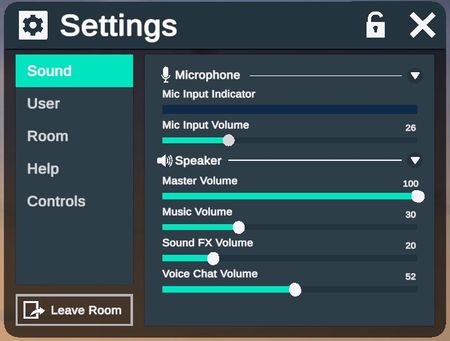 Settings
Sound
User
Room
Help
Controls
Leave Room
Microphone
Mic Input Indicator
Mic Input Volume 26
Speaker
Master Volume 100
Music Volume 30
Sound FX Volume 20
Voice Chat Volume 52